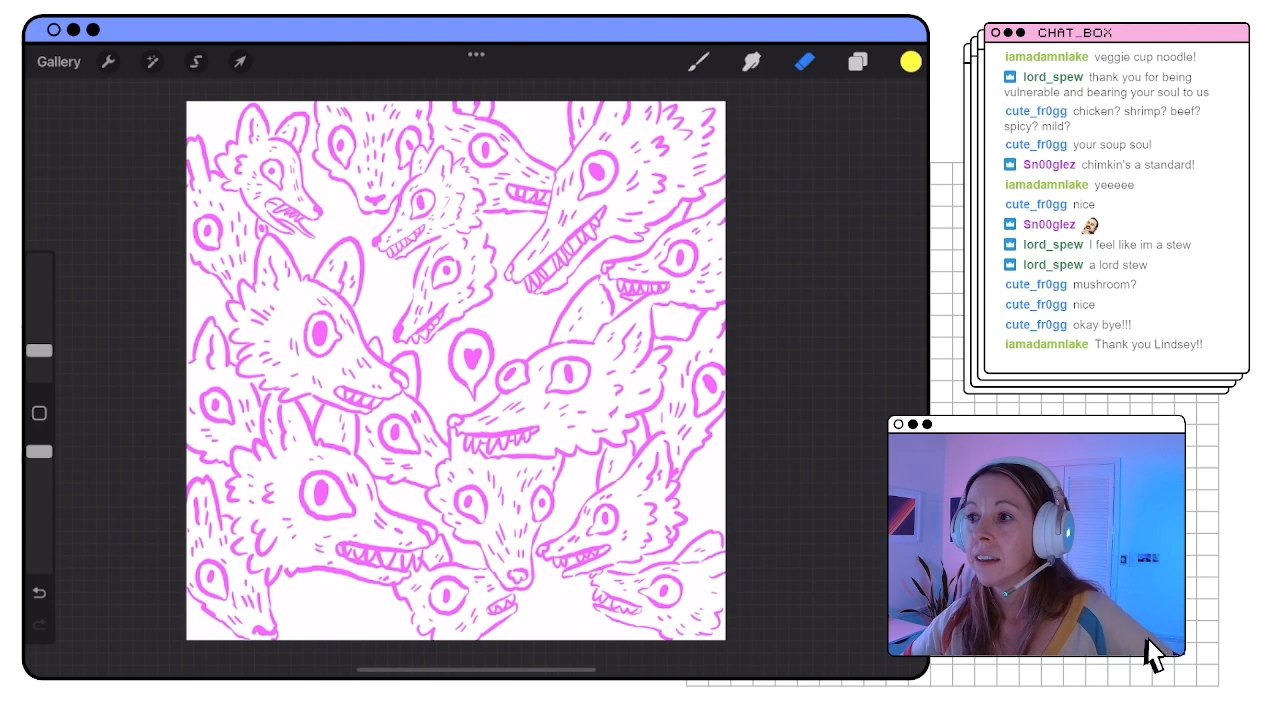 Gallery
CHAT_BOX
iamadamnlake veggie cup noodle!
lord_spew thank you for being
vulnerable and bearing your soul to us
cute_fr0gg chicken? shrimp? beef?
spicy? mild?
cute_fr0gg your soup soul
Sn00glez chimkin's a standard!
iamadamnlake yeeeee
cute_fr0gg nice
Sn00glez
lord_spew I feel like im a stew
lord_spew a lord stew
cute_fr0gg mushroom?
cute_fr0gg nice
cute_fr0gg okay bye!!!
iamadamnlake Thank you Lindsey!!